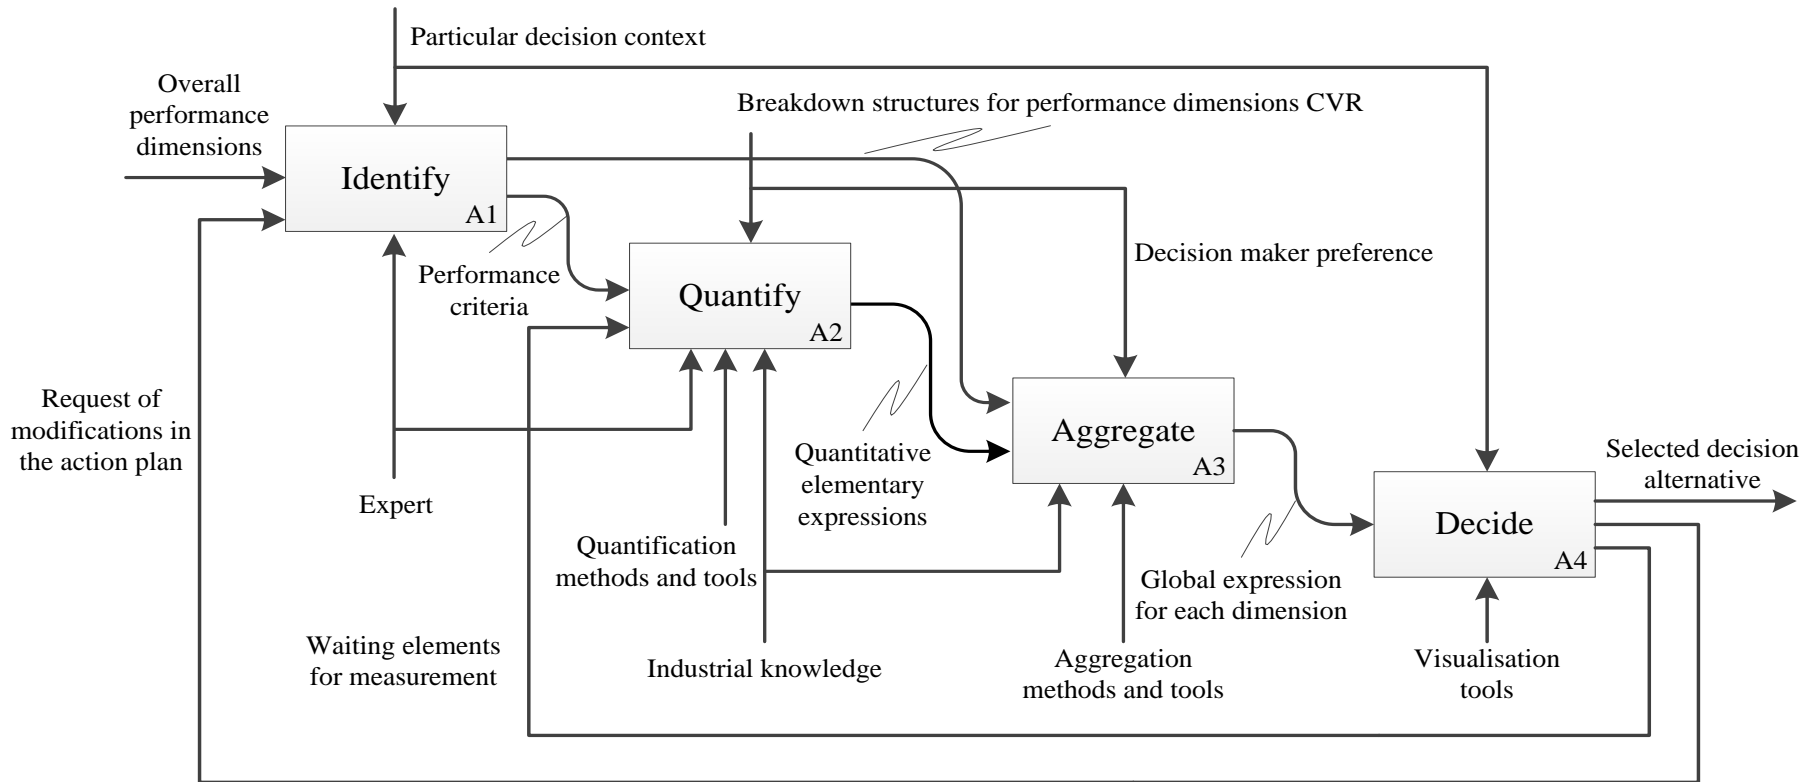 Particular decision context
Overall
performance
dimensions
Breakdown structures for performance dimensions CVR
Identify
A1
Decision maker preference
Performance
criteria
Quantify
A2
Request of
modifications in
the action plan
Aggregate
A3
Quantitative
elementary
expressions
Selected decision
alternative
Expert
Decide
A4
Quantification
methods and tools
Global expression
for each dimension
Waiting elements
for measurement
Industrial knowledge
Aggregation
methods and tools
Visualisation
tools